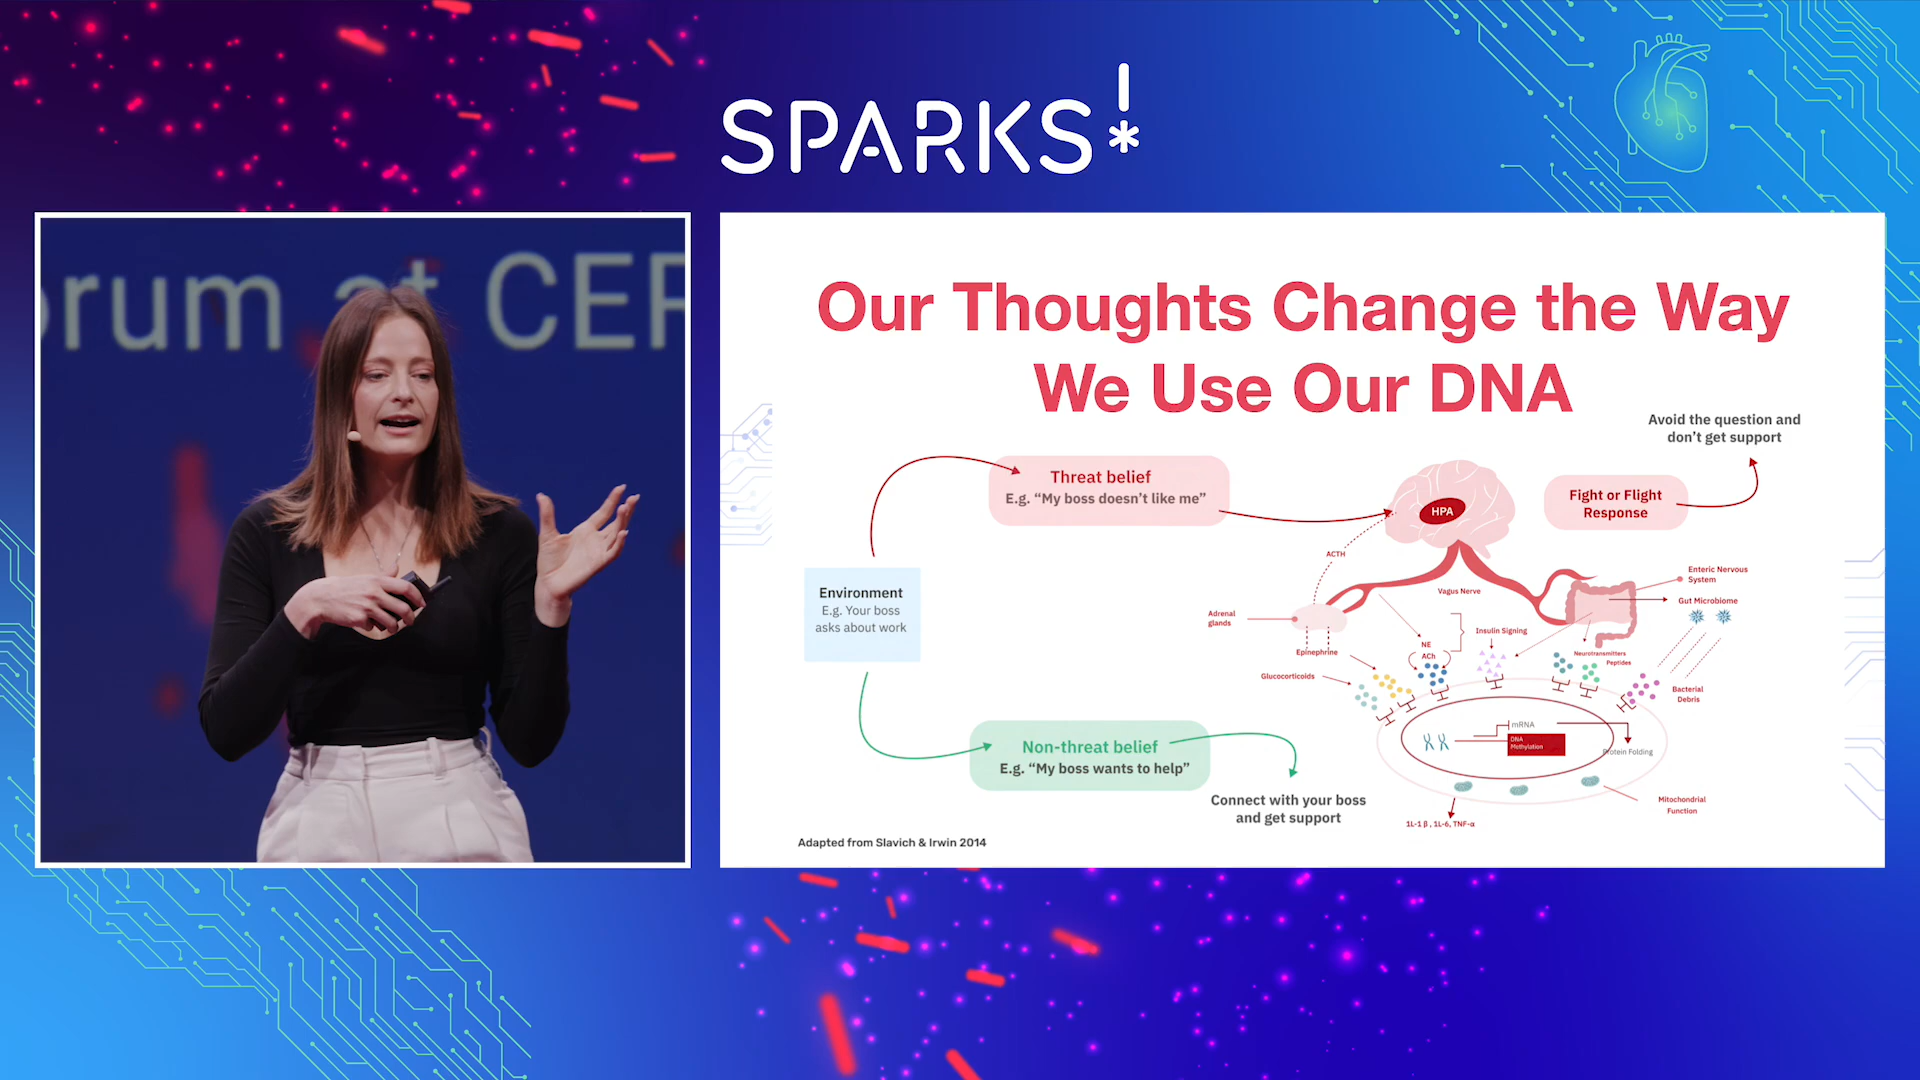 SPARKS!
orum at CER
Our Thoughts Change the Way
We Use Our DNA
Avoid the question and
don't get support
Threat belief
E.g. “My boss doesn't like me”
Fight or Flight
Response
HPA
ACTH
Environment
E.g. Your boss
asks about work
Vagus Nerve
Enteric Nervous
System
Gut Microbiome
Adrenal
glands
Epinephrine
Glucocorticoids
NE
ACh
Insulin Signing
Neurotransmitters
Peptides
Bacterial
Debris
mRNA
DNA
Methylation
Protein Folding
Mitochondrial
Function
1L-1 β , 1L-6, TNF-α
Non-threat belief
E.g. “My boss wants to help”
Connect with your boss
and get support
Adapted from Slavich & Irwin 2014